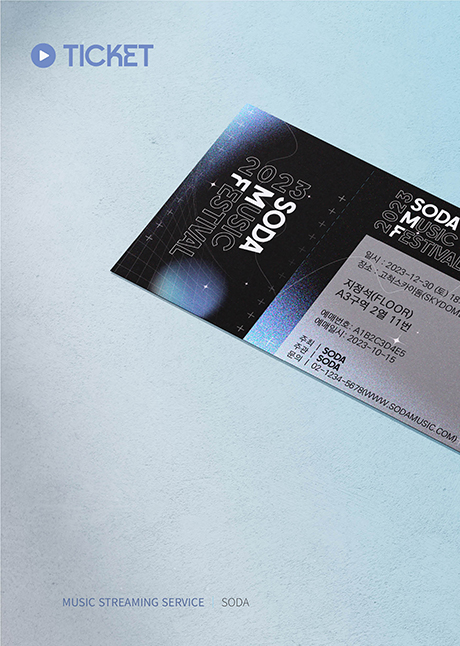 TICKET
2023
SODA
MUSIC
FESTIVAL
2023
SODA
MUSIC
FESTIVAL
일시 : 2023-12-30 (토) 18
장소 : 고척스카이돔(SKYDOME
지정석(FLOOR)
A3구역 2열 11번
예매번호: A1B2C3D4E5
예매일시: 2023-10-15
주최 | SODA
주관 | SODA
문의 | 02-1234-5678(WWW.SODAMUSIC.COM)
MUSIC STREAMING SERVICE SODA